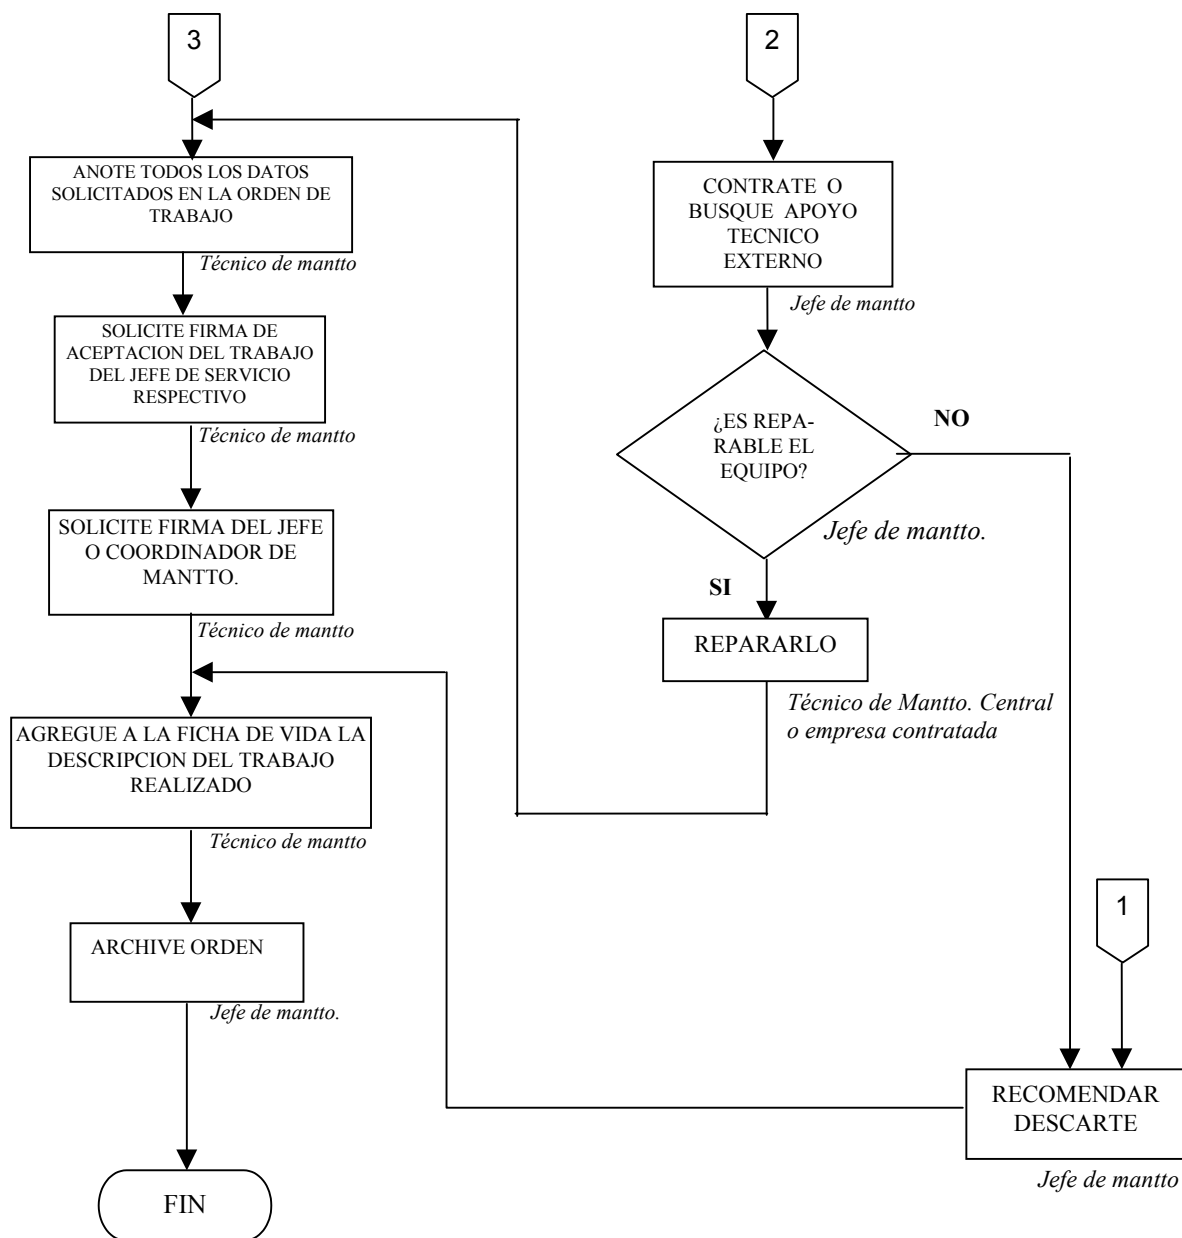 3
ANOTE TODOS LOS DATOS
SOLICITADOS EN LA ORDEN DE
TRABAJO
Técnico de mantto
SOLICITE FIRMA DE
ACEPTACION DEL TRABAJO
DEL JEFE DE SERVICIO
RESPECTIVO
Técnico de mantto
SOLICITE FIRMA DEL JEFE
O COORDINADOR DE
MANTTO.
Técnico de mantto
AGREGUE A LA FICHA DE VIDA LA
DESCRIPCION DEL TRABAJO
REALIZADO
Técnico de mantto
ARCHIVE ORDEN
Jefe de mantto.
FIN
2
CONTRATE O
BUSQUE APOYO
TECNICO
EXTERNO
Jefe de mantto
¿ES REPA-
RABLE EL
EQUIPO?
NO
Jefe de mantto.
SI
REPARARLO
Técnico de Mantto. Central
o empresa contratada
1
RECOMENDAR
DESCARTE
Jefe de mantto